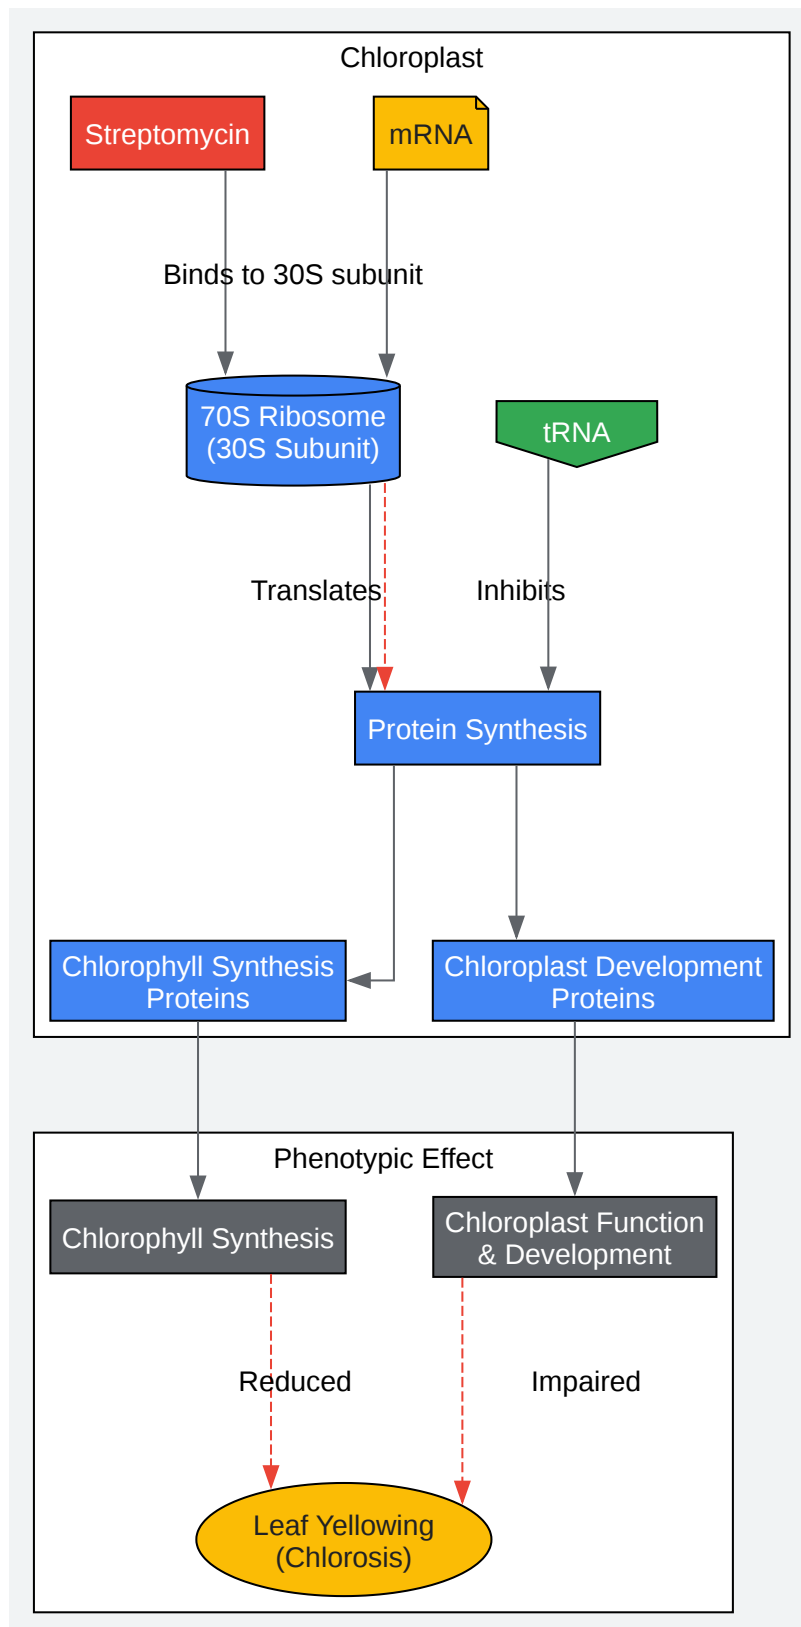 Chloroplast
Streptomycin
mRNA
Binds to 30S subunit
70S Ribosome
(30S Subunit)
tRNA
Translates
Inhibits
Protein Synthesis
Chlorophyll Synthesis
Proteins
Chloroplast Development
Proteins
Phenotypic Effect
Chlorophyll Synthesis
Chloroplast Function
& Development
Reduced
Impaired
Leaf Yellowing
(Chlorosis)